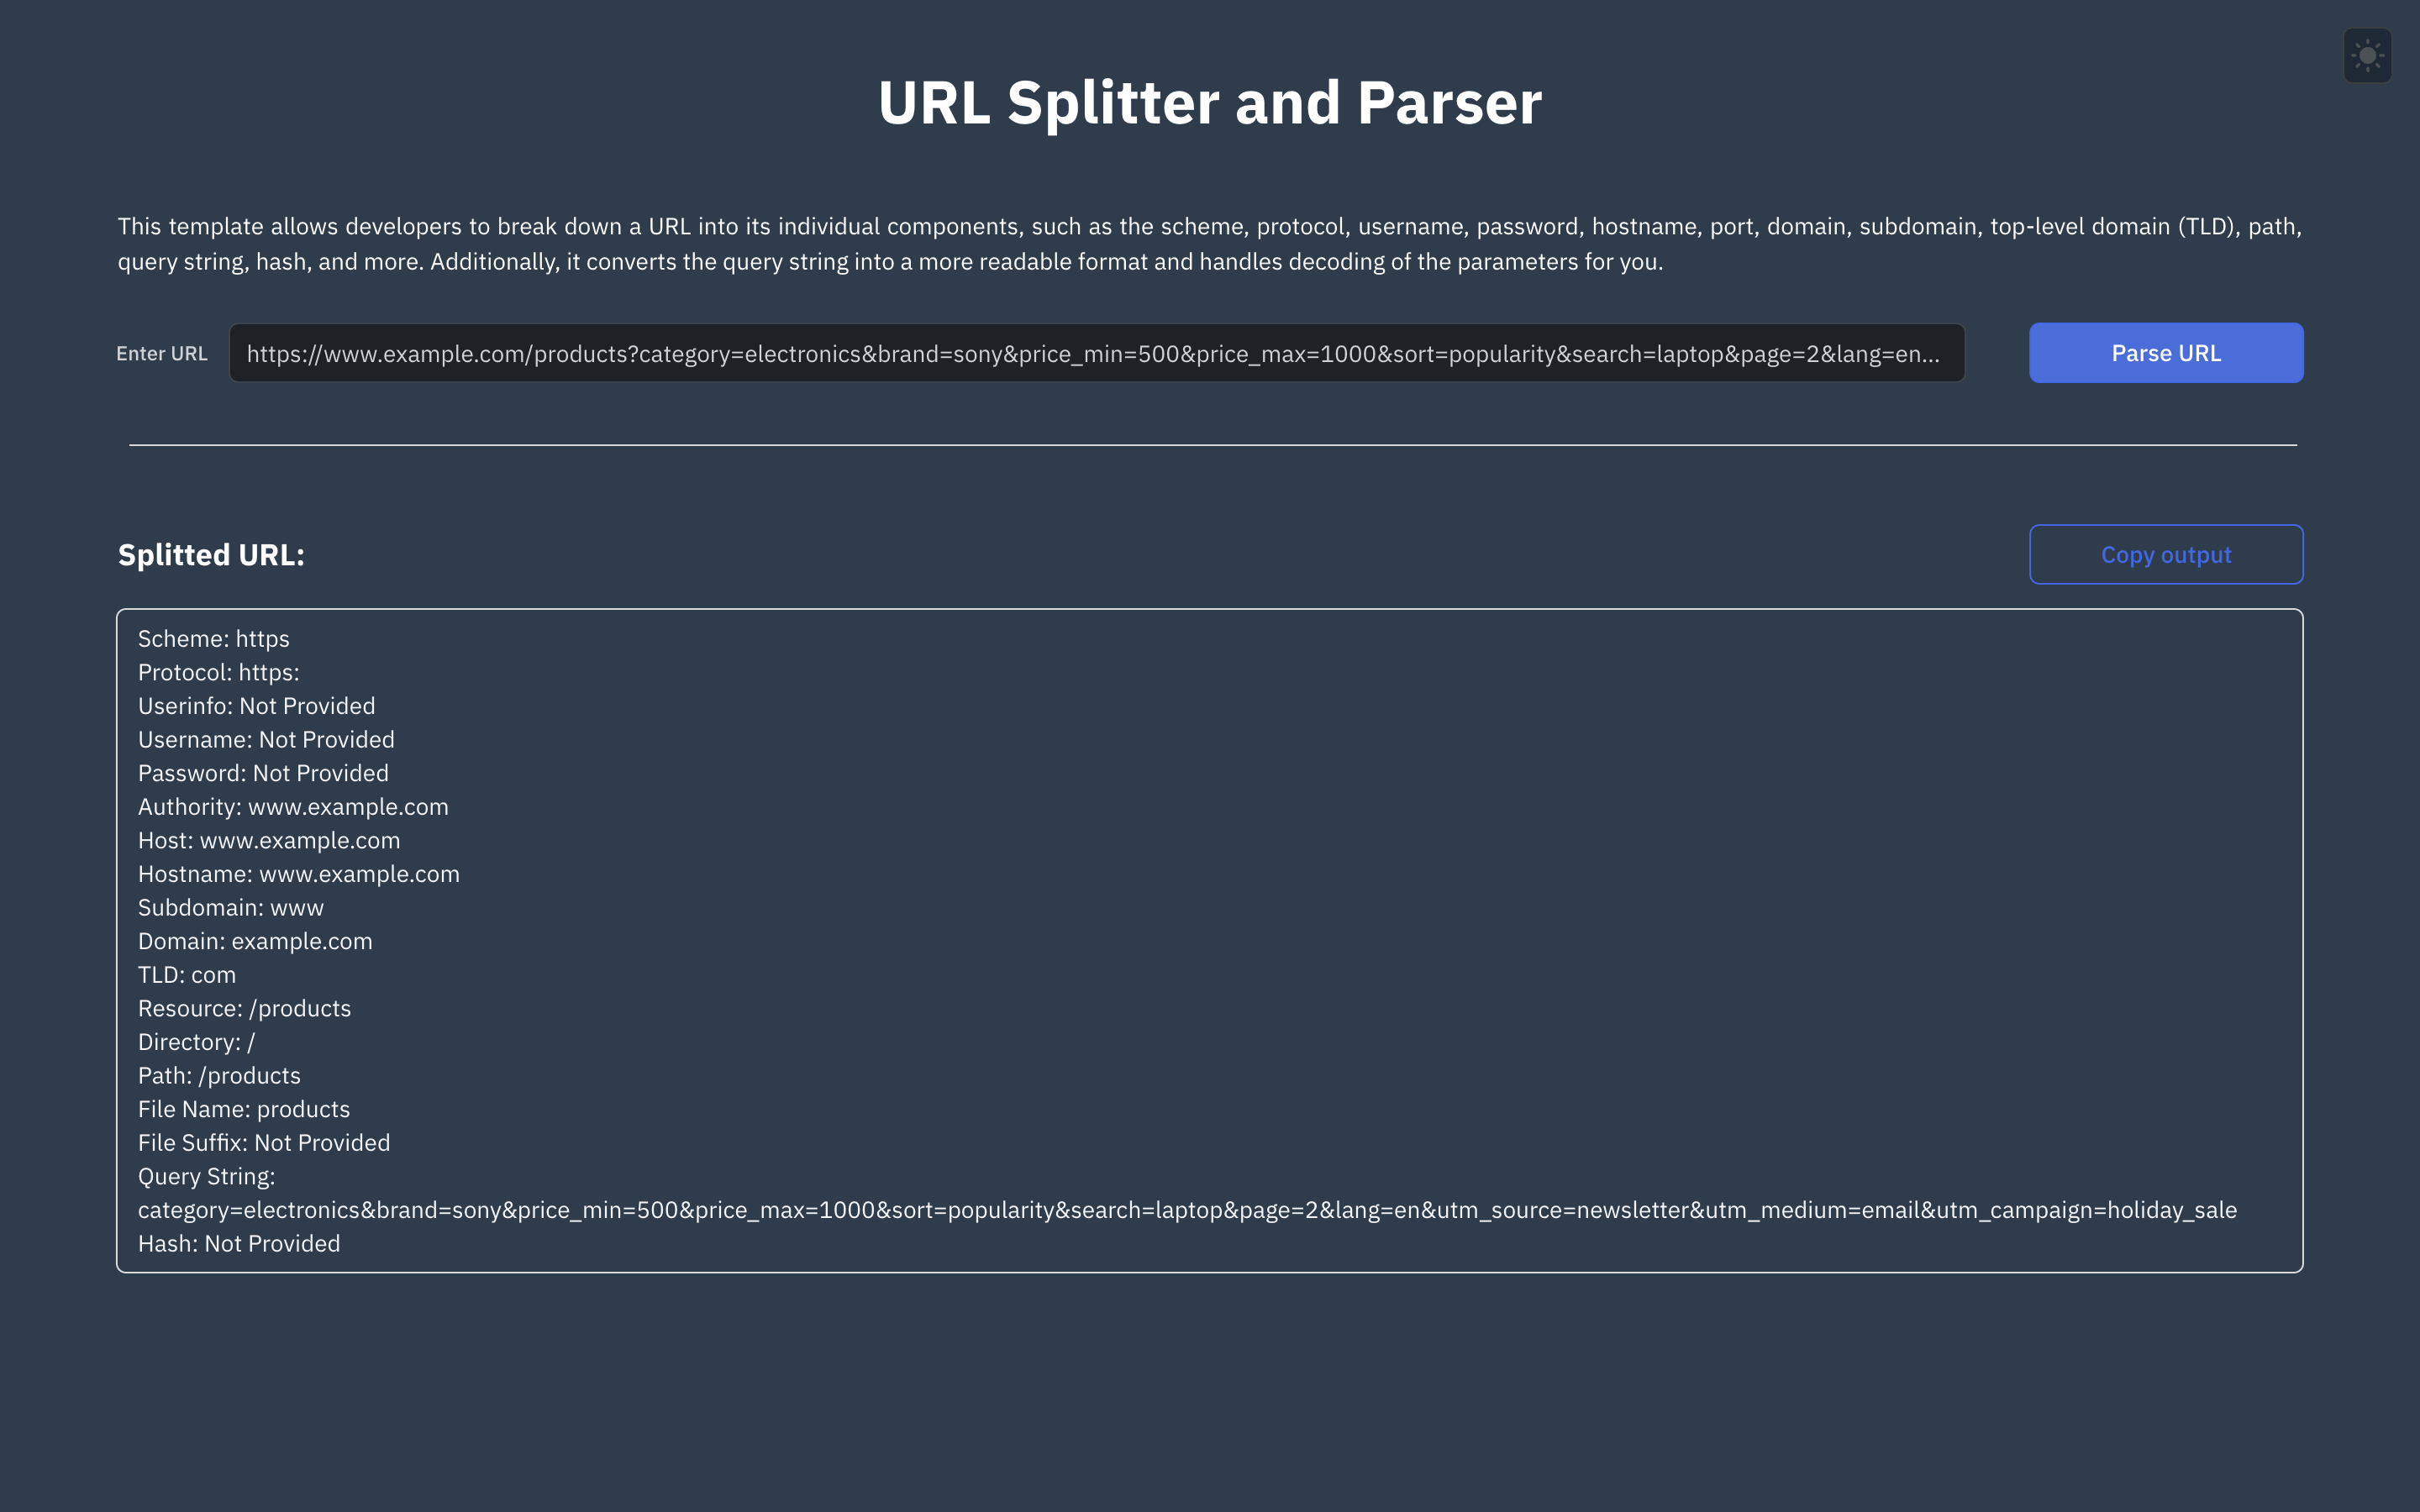 URL Splitter and Parser
This template allows developers to break down a URL into its individual components, such as the scheme, protocol, username, password, hostname, port, domain, subdomain, top-level domain (TLD), path,
query string, hash, and more. Additionally, it converts the query string into a more readable format and handles decoding of the parameters for you.
Enter URL
https://www.example.com/products?category=electronics&brand=sony&price_min=500&price_max=1000&sort=popularity&search=laptop&page=2&lang=en...
Parse URL
Splitted URL:
Copy output
Scheme: https
Protocol: https:
Userinfo: Not Provided
Username: Not Provided
Password: Not Provided
Authority: www.example.com
Host: www.example.com
Hostname: www.example.com
Subdomain: www
Domain: example.com
TLD: com
Resource: /products
Directory: /
Path: /products
File Name: products
File Suffix: Not Provided
Query String:
category=electronics&brand=sony&price_min=500&price_max=1000&sort=popularity&search=laptop&page=2&lang=en&utm_source=newsletter&utm_medium=email&utm_campaign=holiday_sale
Hash: Not Provided